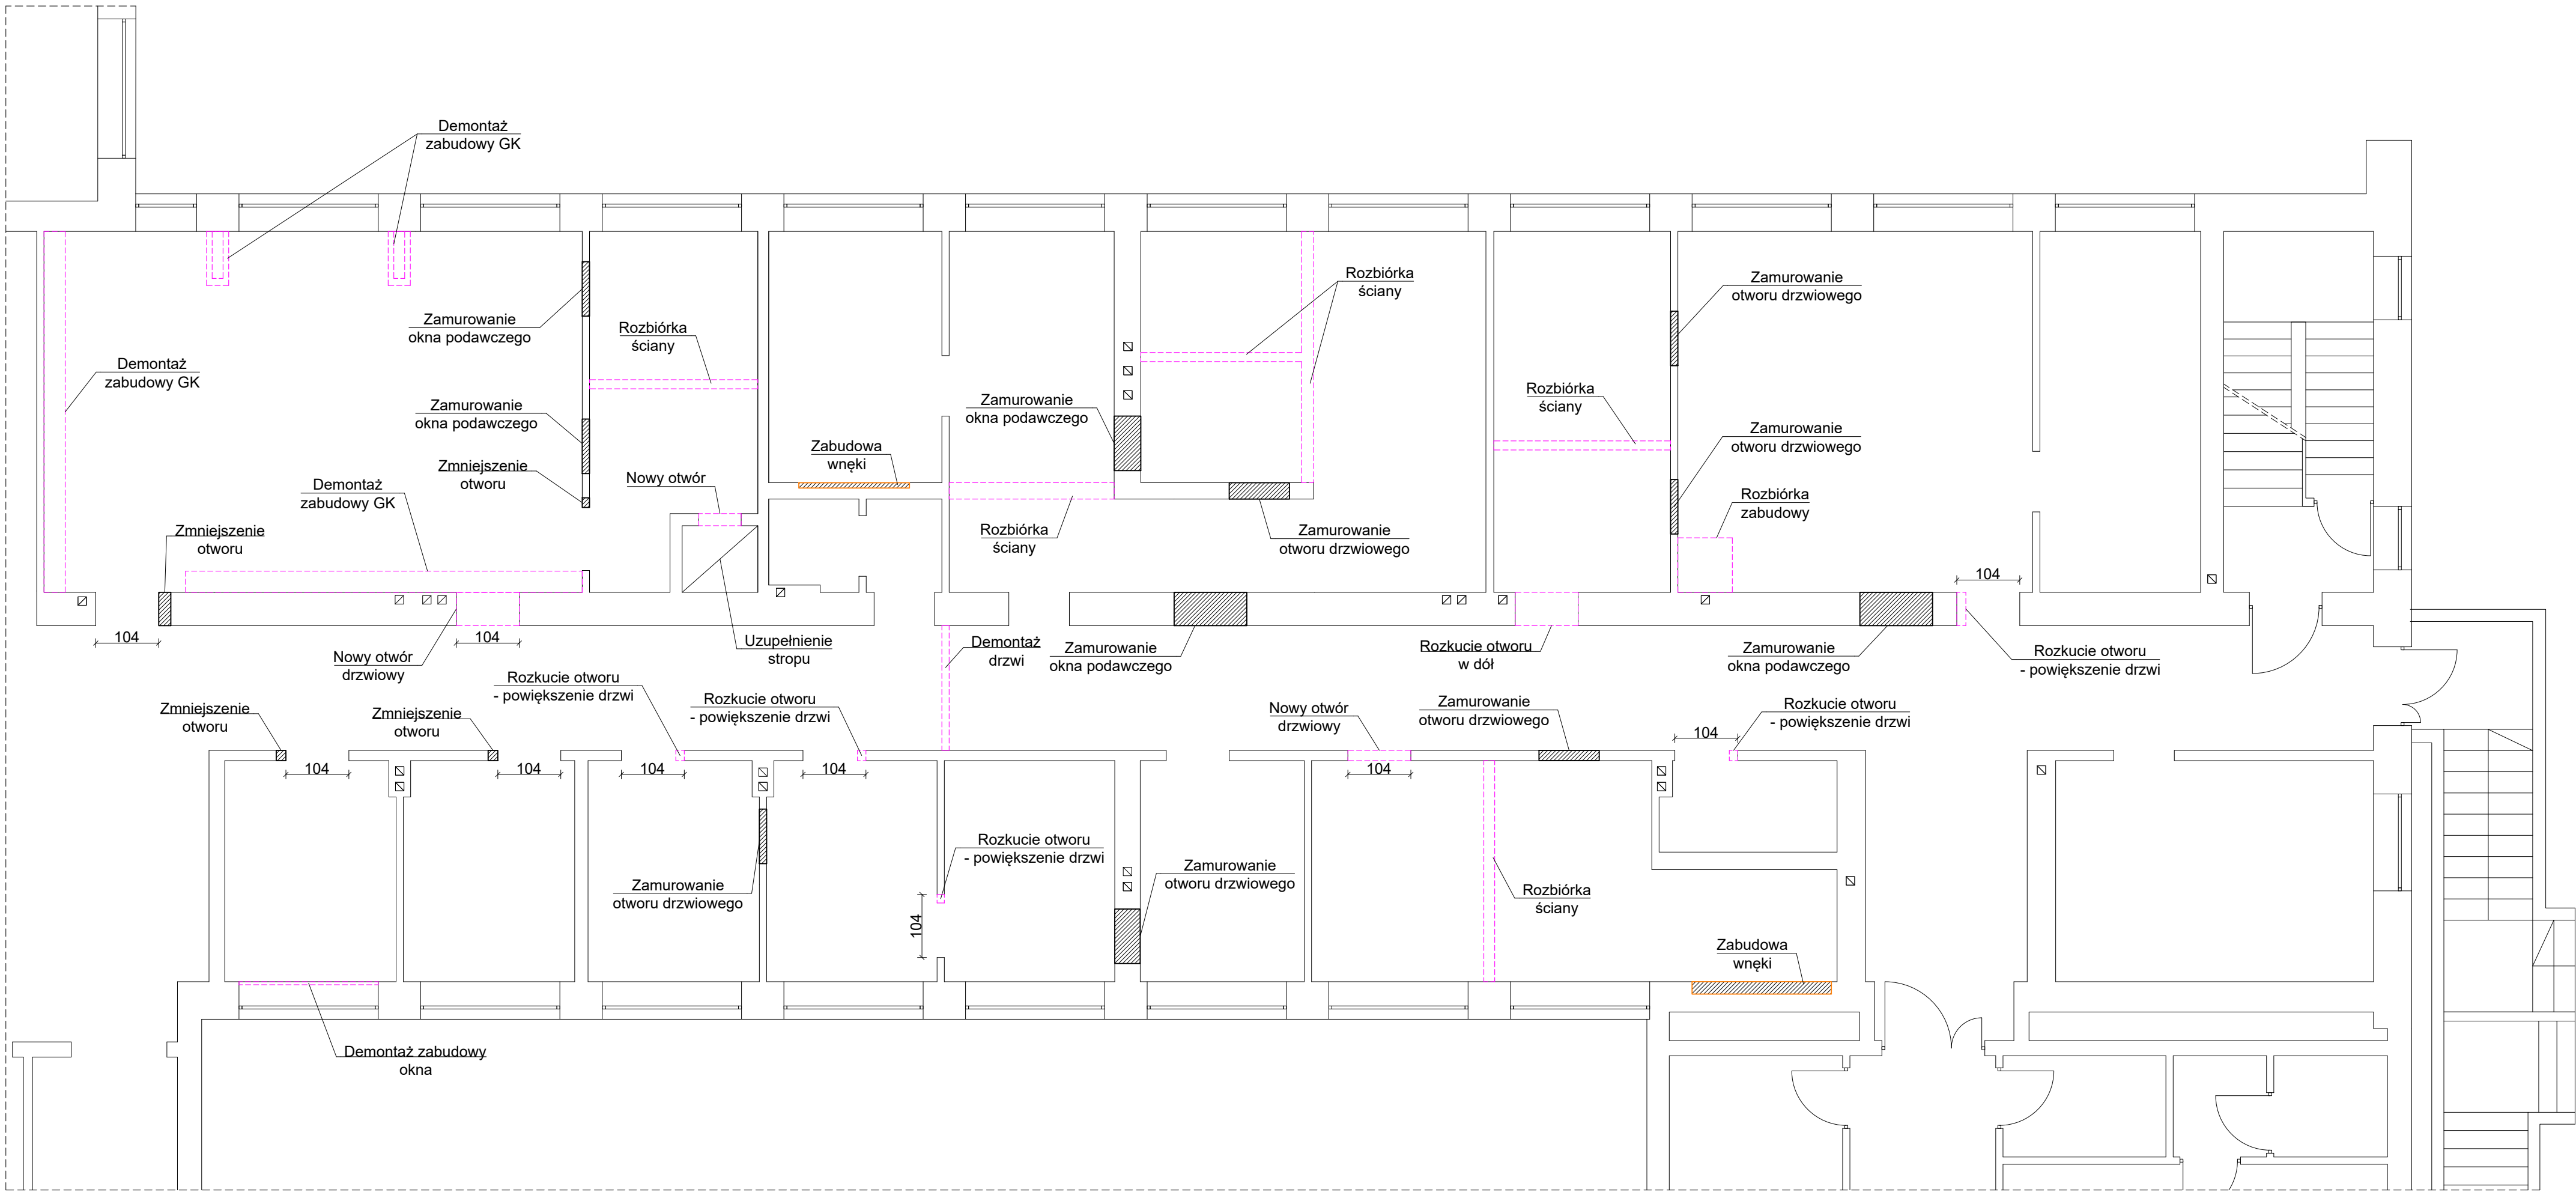 Demontaż
zabudowy GK
Rozbiórka
ściany
Zamurowanie
otworu drzwiowego
Zamurowanie
okna podawczego
Rozbiórka
ściany
Demontaż
zabudowy GK
Zamurowanie
okna podawczego
Zamurowanie
okna podawczego
Rozbiórka
ściany
Zamurowanie
otworu drzwiowego
Zabudowa
wnęki
Zmniejszenie
otworu
Nowy otwór
Demontaż
zabudowy GK
Rozbiórka
zabudowy
Zmniejszenie
otworu
Rozbiórka
ściany
Zamurowanie
otworu drzwiowego
104
104
104
Nowy otwór
drzwiowy
Uzupełnienie
stropu
Demontaż
drzwi
Zamurowanie
okna podawczego
Rozkucie otworu
w dół
Zamurowanie
okna podawczego
Rozkucie otworu
- powiększenie drzwi
Rozkucie otworu
- powiększenie drzwi
Rozkucie otworu
- powiększenie drzwi
Zmniejszenie
otworu
Zmniejszenie
otworu
Nowy otwór
drzwiowy
Zamurowanie
otworu drzwiowego
Rozkucie otworu
- powiększenie drzwi
104
104
104
104
104
104
Rozkucie otworu
- powiększenie drzwi
104
Zamurowanie
otworu drzwiowego
Zamurowanie
otworu drzwiowego
Rozbiórka
ściany
Zabudowa
wnęki
Demontaż zabudowy
okna